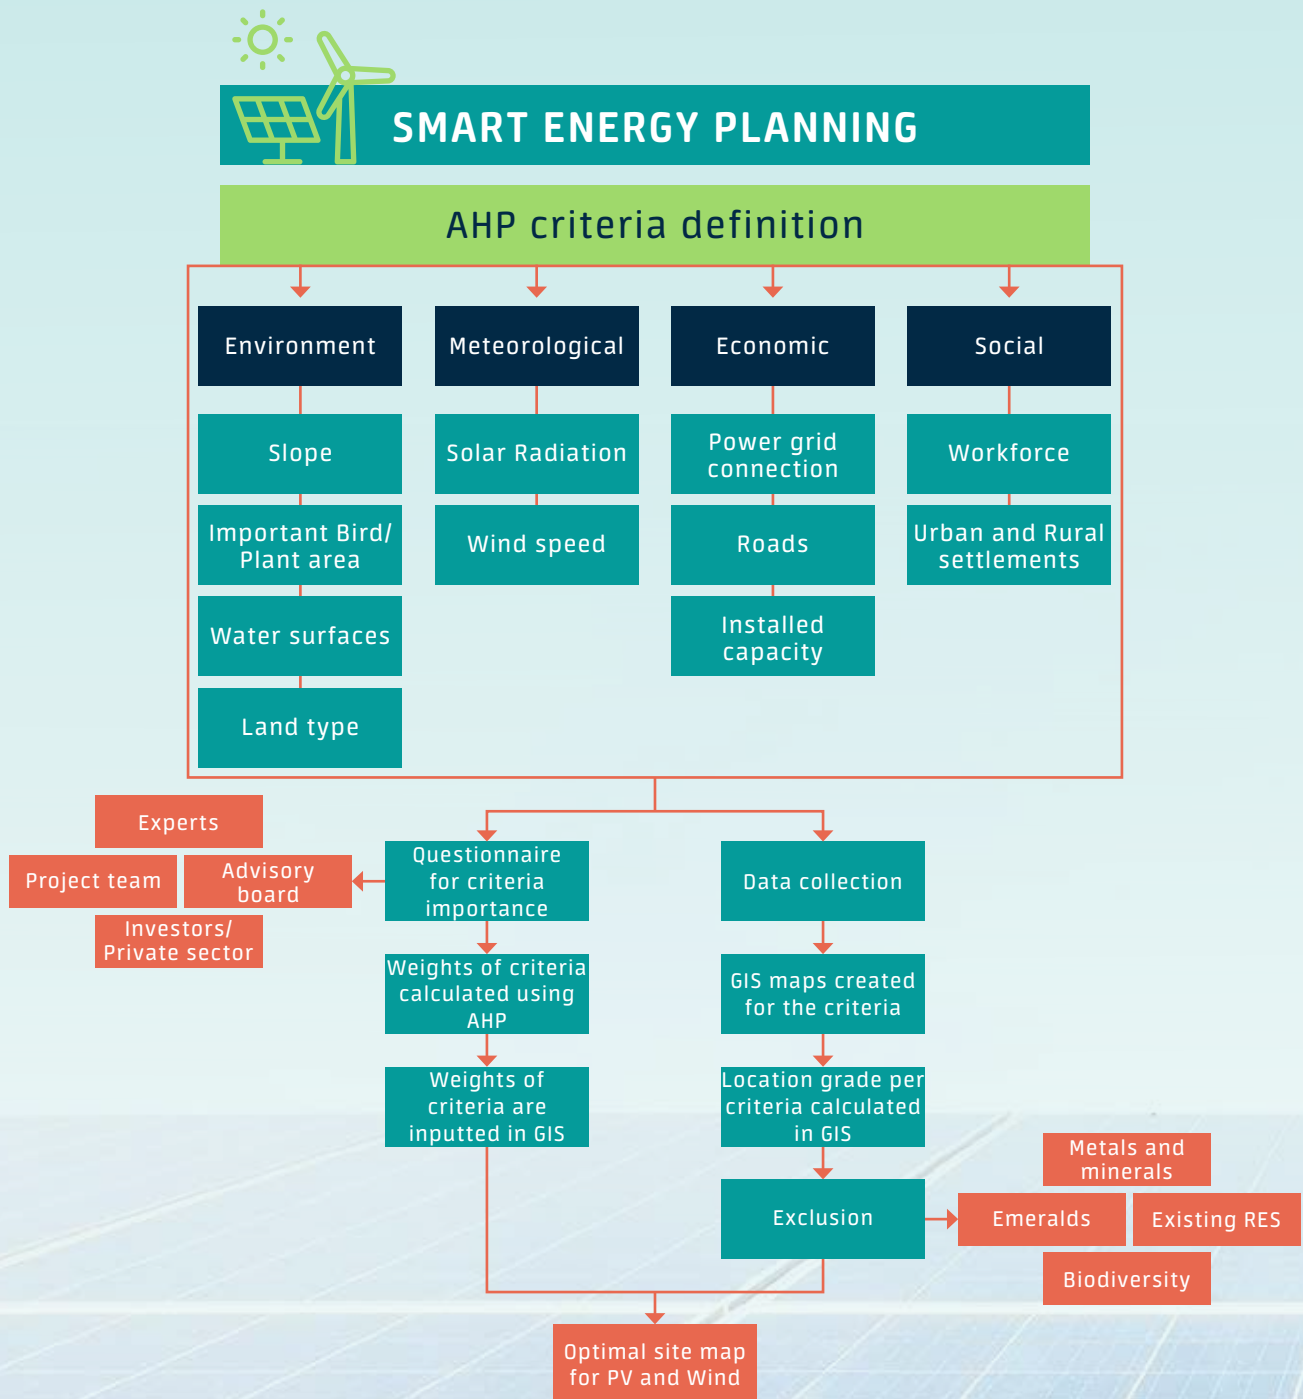 SMART ENERGY PLANNING
AHP criteria definition
Environment
Meteorological
Economic
Social
Slope
Solar Radiation
Power grid
connection
Workforce
Important Bird/
Plant area
Wind speed
Roads
Urban and Rural
settlements
Water surfaces
Installed
capacity
Land type
Experts
Project team
Advisory
board
Investors/
Private sector
Questionnaire
for criteria
importance
Data collection
Weights of criteria
calculated using
AHP
GIS maps created
for the criteria
Weights of
criteria are
inputted in GIS
Location grade per
criteria calculated
in GIS
Exclusion
Metals and
minerals
Emeralds
Existing RES
Biodiversity
Optimal site map
for PV and Wind